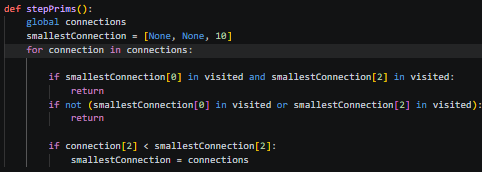 def stepPrims():
    global connections
    smallestConnection = [None, None, 10]
    for connection in connections:

        if smallestConnection[0] in visited and smallestConnection[2] in visited:
            return
        if not (smallestConnection[0] in visited or smallestConnection[2] in visited):
            return

        if connection[2] < smallestConnection[2]:
            smallestConnection = connections